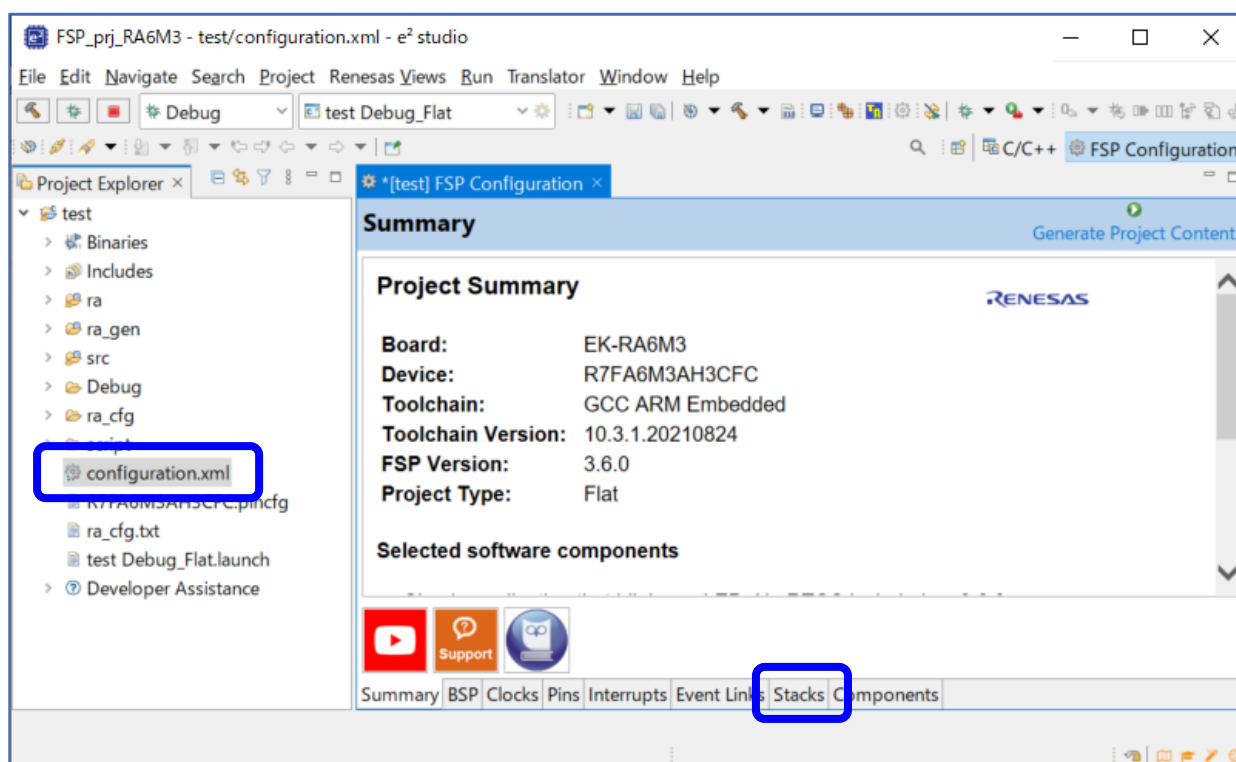 FSP_prj_RA6M3 - test/configuration.xml - e² studio
File Edit Navigate Search Project Renesas Views Run Translator Window Help
Debug test Debug_Flat
C/C++ FSP Configuration
Project Explorer × *[test] FSP Configuration ×
test
Binaries
Includes
ra
ra_gen
src
Debug
ra_cfg
script
configuration.xml
R7FA6M3AH3CFC.pincfg
ra_cfg.txt
test Debug_Flat.launch
Developer Assistance
Summary
Generate Project Content
Project Summary
RENESAS
Board: EK-RA6M3
Device: R7FA6M3AH3CFC
Toolchain: GCC ARM Embedded
Toolchain Version: 10.3.1.20210824
FSP Version: 3.6.0
Project Type: Flat
Selected software components
Support
Summary BSP Clocks Pins Interrupts Event Links Stacks Components